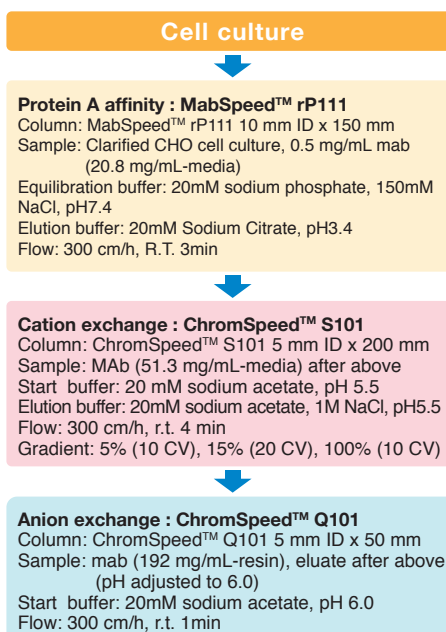 Cell culture
Protein A affinity : MabSpeed™ rP111
Column: MabSpeed™ rP111 10 mm ID x 150 mm
Sample: Clarified CHO cell culture, 0.5 mg/mL mab
(20.8 mg/mL-media)
Equilibration buffer: 20mM sodium phosphate, 150mM
NaCl, pH7.4
Elution buffer: 20mM Sodium Citrate, pH3.4
Flow: 300 cm/h, R.T. 3min
Cation exchange : ChromSpeed™ S101
Column: ChromSpeed™ S101 5 mm ID x 200 mm
Sample: MAb (51.3 mg/mL-media) after above
Start buffer: 20 mM sodium acetate, pH 5.5
Elution buffer: 20mM sodium acetate, 1M NaCl, pH5.5
Flow: 300 cm/h, r.t. 4 min
Gradient: 5% (10 CV), 15% (20 CV), 100% (10 CV)
Anion exchange : ChromSpeed™ Q101
Column: ChromSpeed™ Q101 5 mm ID x 50 mm
Sample: mab (192 mg/mL-resin), eluate after above
(pH adjusted to 6.0)
Start buffer: 20mM sodium acetate, pH 6.0
Flow: 300 cm/h, r.t. 1min